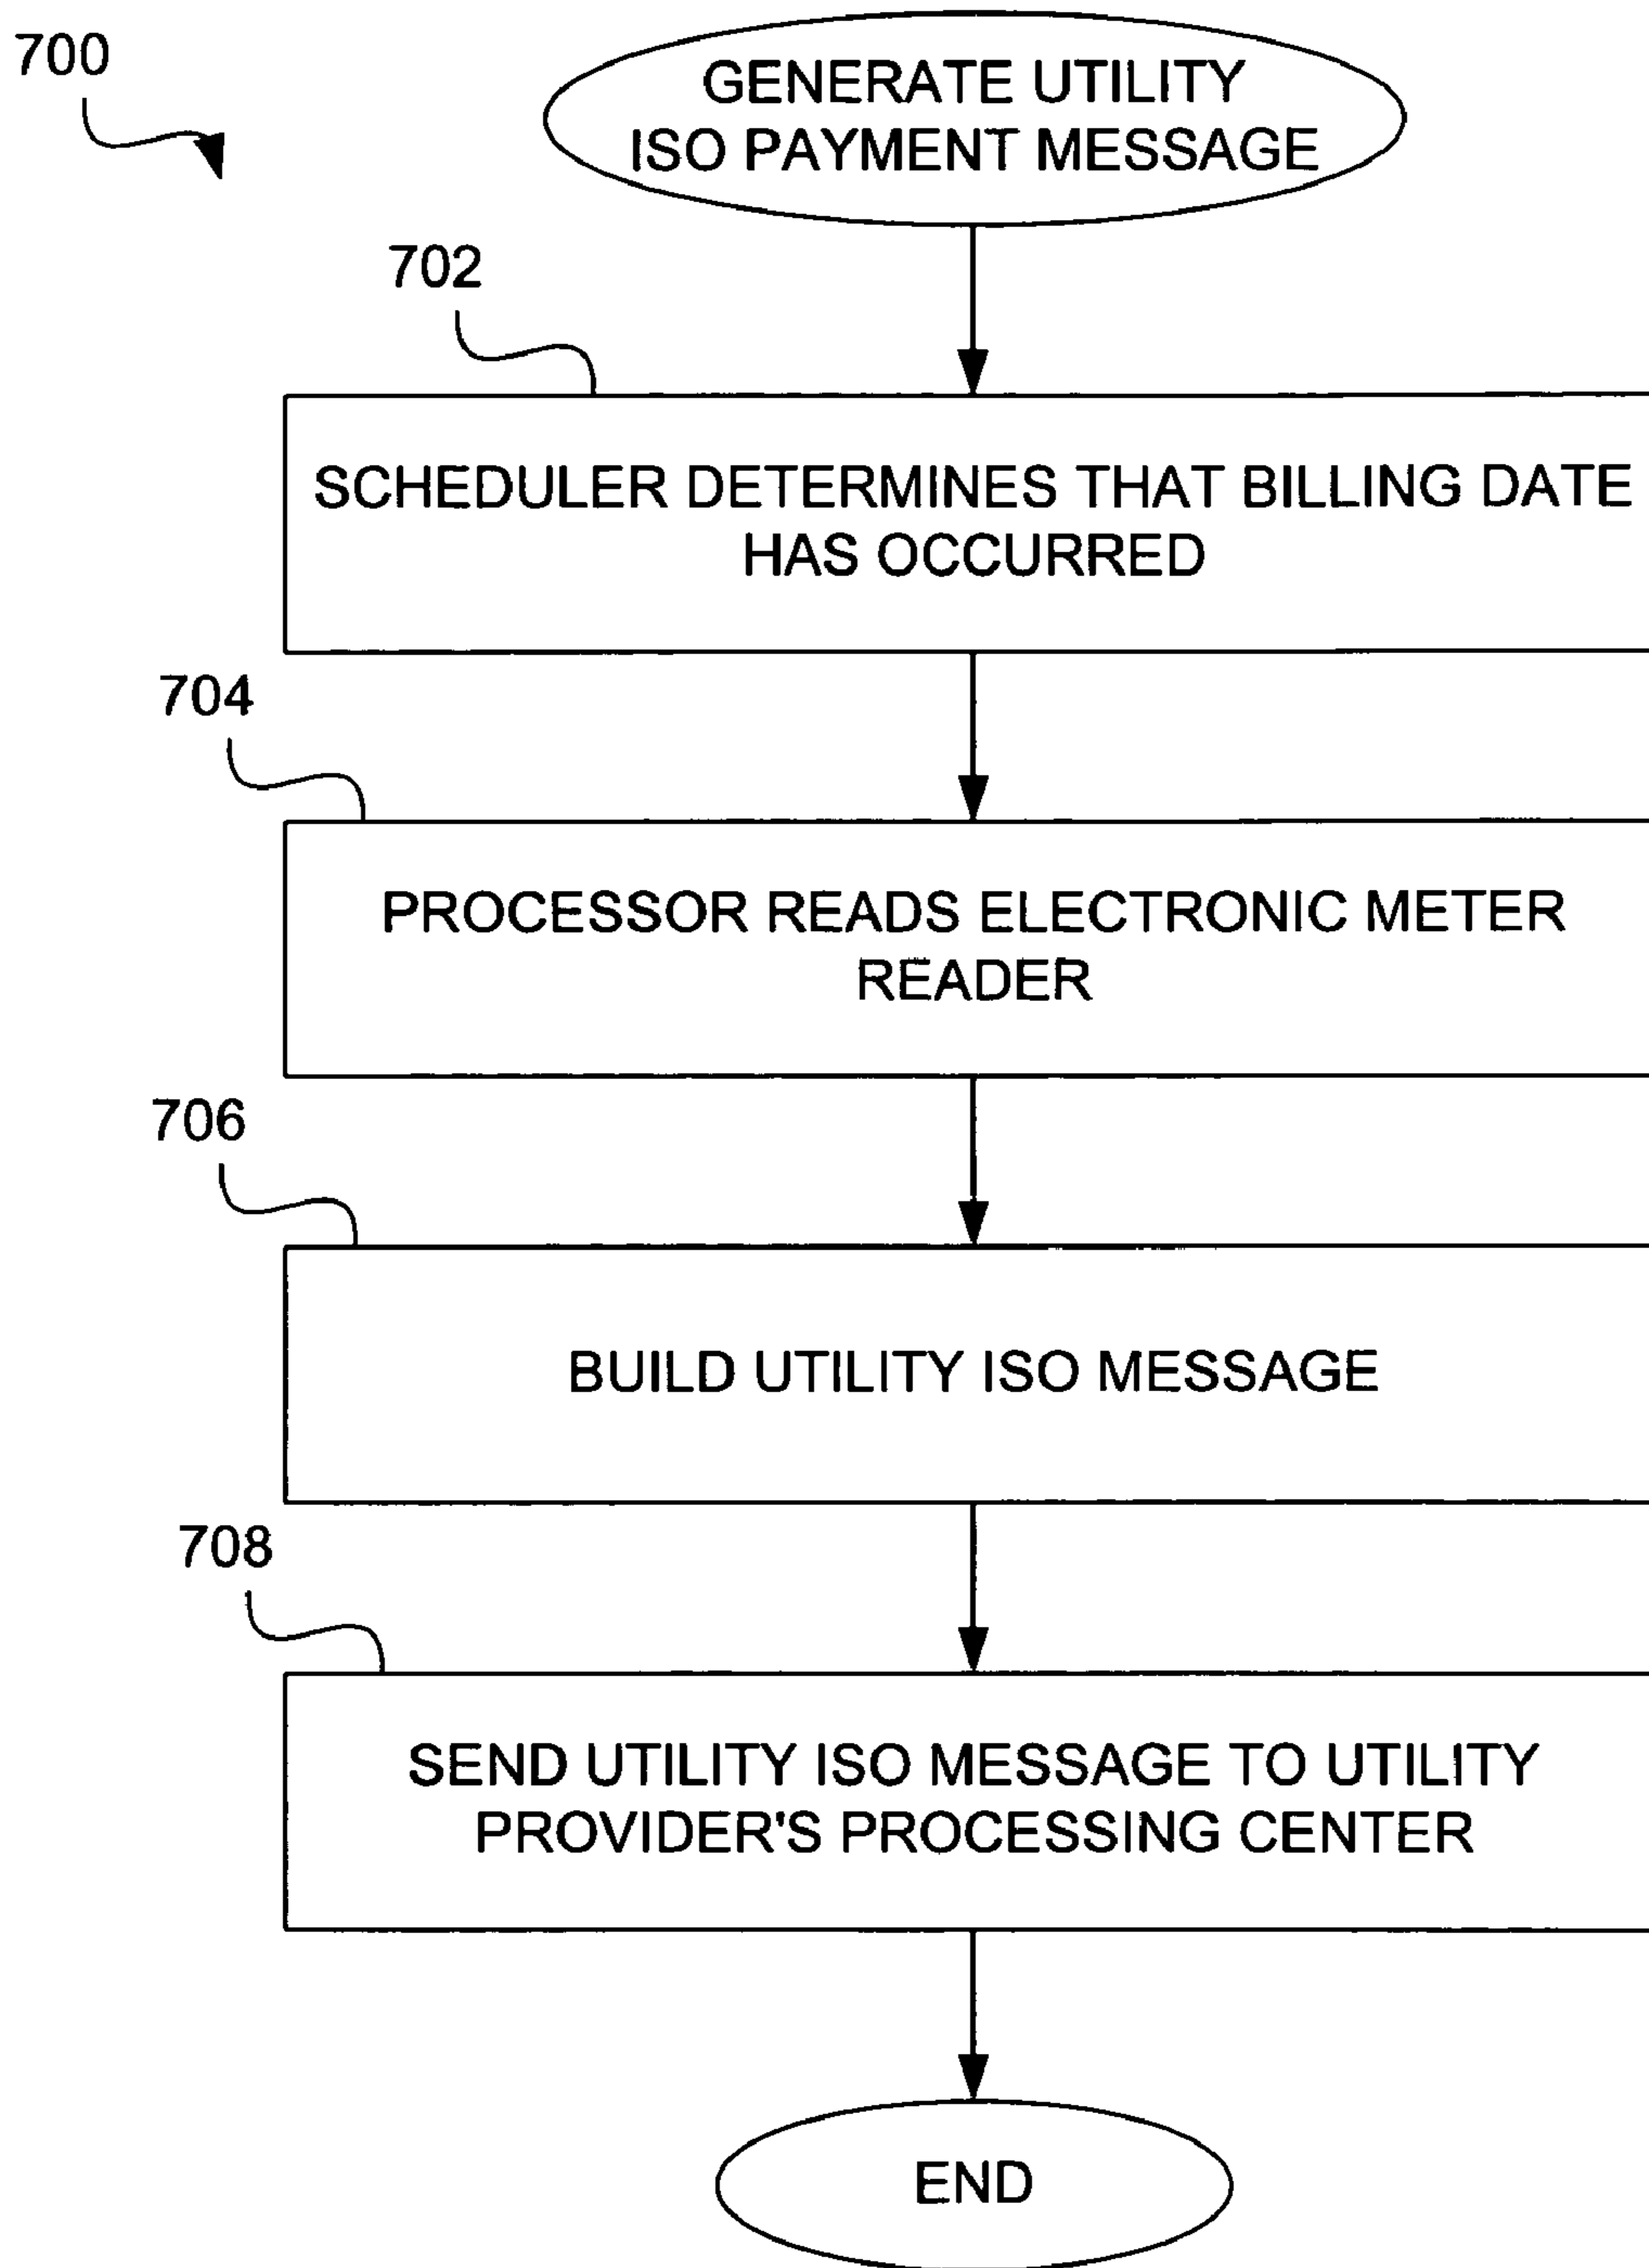 700
GENERATE UTILITY
ISO PAYMENT MESSAGE
702
SCHEDULER DETERMINES THAT BILLING DATE
HAS OCCURRED
704
PROCESSOR READS ELECTRONIC METER
READER
706
BUILD UTILITY ISO MESSAGE
708
SEND UTILITY ISO MESSAGE TO UTILITY
PROVIDER'S PROCESSING CENTER
END